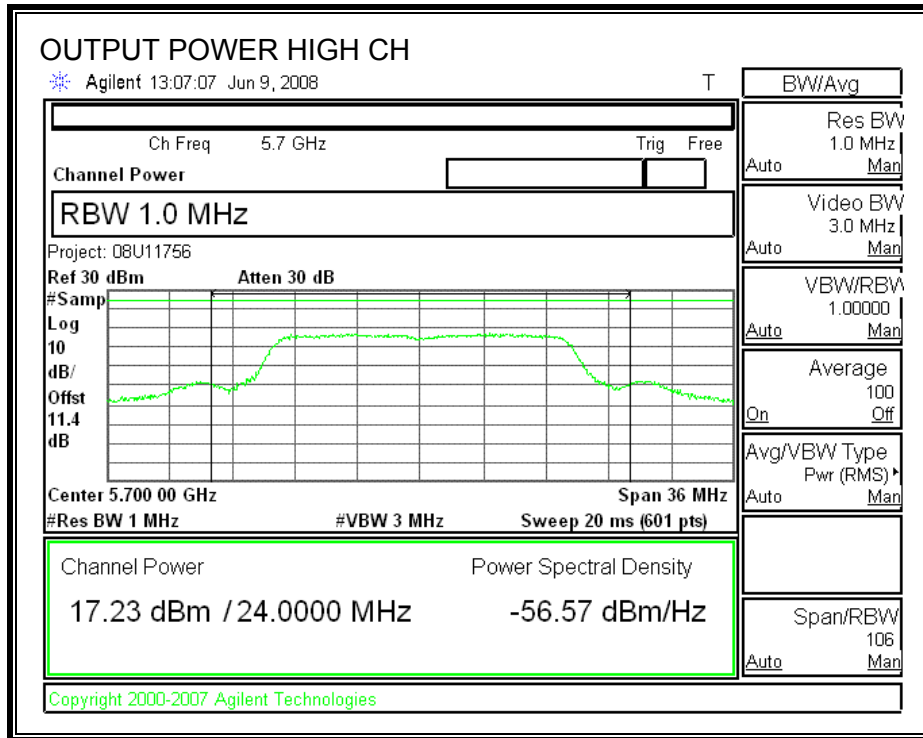 OUTPUT POWER HIGH CH
Agilent 13:07:07 Jun 9, 2008 T
Ch Freq 5.7 GHz Trig Free
Channel Power
RBW 1.0 MHz
Project: 08U11756
Ref 30 dBm Atten 30 dB
#Samp
Log
10
dB/
Offst
11.4
dB
Center 5.700 00 GHz Span 36 MHz
#Res BW 1 MHz #VBW 3 MHz Sweep 20 ms (601 pts)
Channel Power Power Spectral Density
17.23 dBm / 24.0000 MHz -56.57 dBm/Hz
Copyright 2000-2007 Agilent Technologies
BW/Avg
Res BW
1.0 MHz
Auto Man
Video BW
3.0 MHz
Auto Man
VBW/RBW
1.00000
Auto Man
Average
100
On Off
Avg/VBW Type
Pwr (RMS)
Auto Man
Span/RBW
106
Auto Man